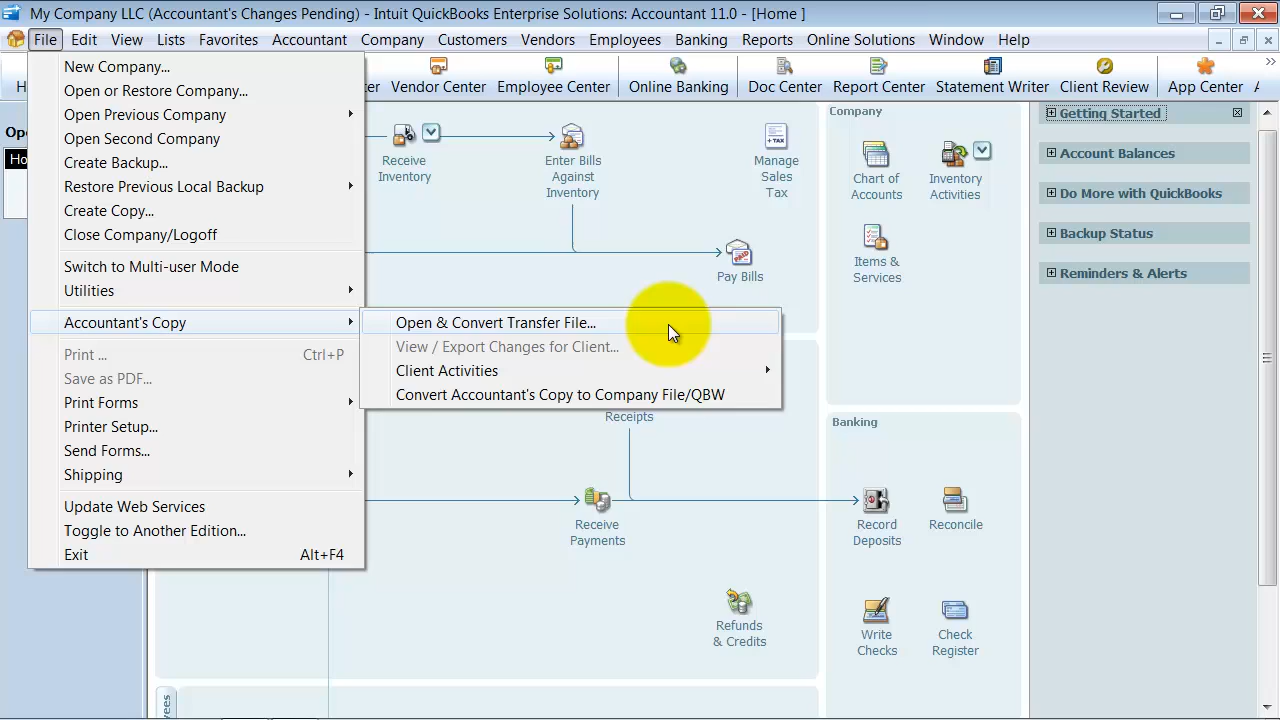 My Company LLC (Accountant's Changes Pending) - Intuit QuickBooks Enterprise Solutions: Accountant 11.0 - [Home ]
File Edit View Lists Favorites Accountant Company Customers Vendors Employees Banking Reports Online Solutions Window Help
H Vendor Center Employee Center Online Banking Doc Center Report Center Statement Writer Client Review App Center
New Company...
Open or Restore Company...
Open Previous Company
Open Second Company
Create Backup...
Restore Previous Local Backup
Create Copy...
Close Company/Logoff
Switch to Multi-user Mode
Utilities
Accountant's Copy
Print ... Ctrl+P
Save as PDF...
Print Forms
Printer Setup...
Send Forms...
Shipping
Update Web Services
Toggle to Another Edition...
Exit Alt+F4
Open & Convert Transfer File...
View / Export Changes for Client...
Client Activities
Convert Accountant's Copy to Company File/QBW
Ope
Ho
Receive
Inventory
Enter Bills
Against
Inventory
+ TAX
Manage
Sales
Tax
Pay Bills
Receipts
Receive
Payments
Refunds
& Credits
Company
Chart of
Accounts
Inventory
Activities
Items &
Services
Banking
Record
Deposits
Reconcile
Write
Checks
Check
Register
Getting Started
Account Balances
Do More with QuickBooks
Backup Status
Reminders & Alerts